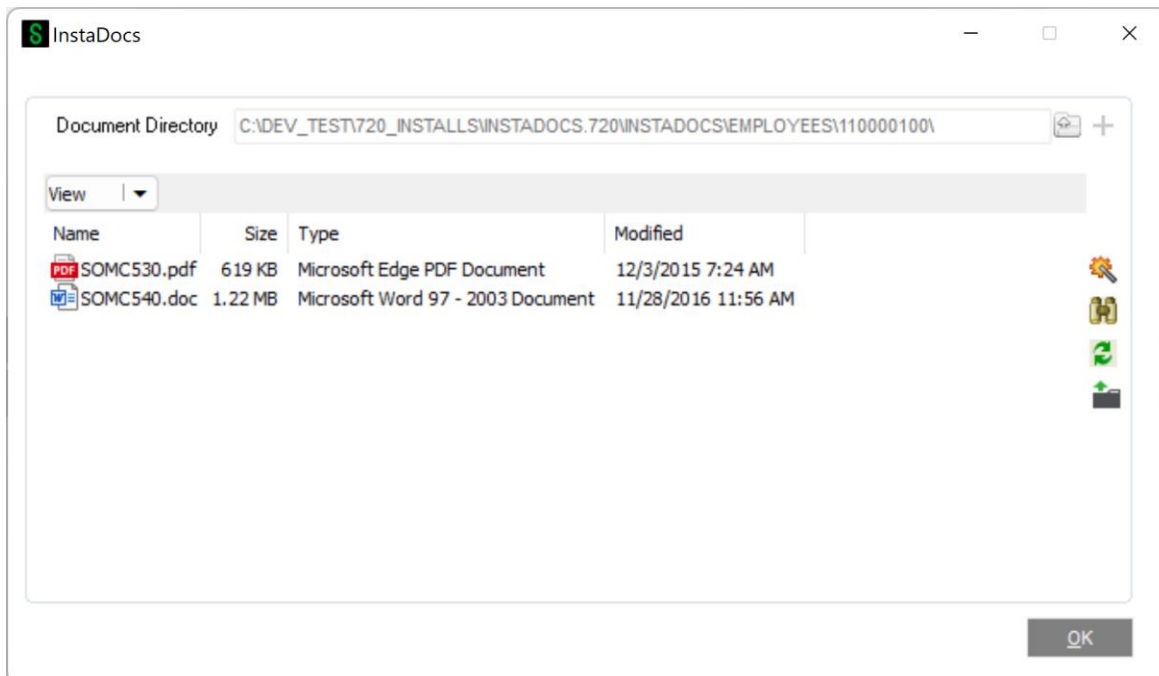 InstaDocs
Document Directory C:\DEV_TEST\720_INSTALLS\INSTADOCS.720\INSTADOCS\EMPLOYEES\110000100\
View
Name Size Type Modified
SOMC530.pdf 619 KB Microsoft Edge PDF Document 12/3/2015 7:24 AM
SOMC540.doc 1.22 MB Microsoft Word 97 - 2003 Document 11/28/2016 11:56 AM
OK